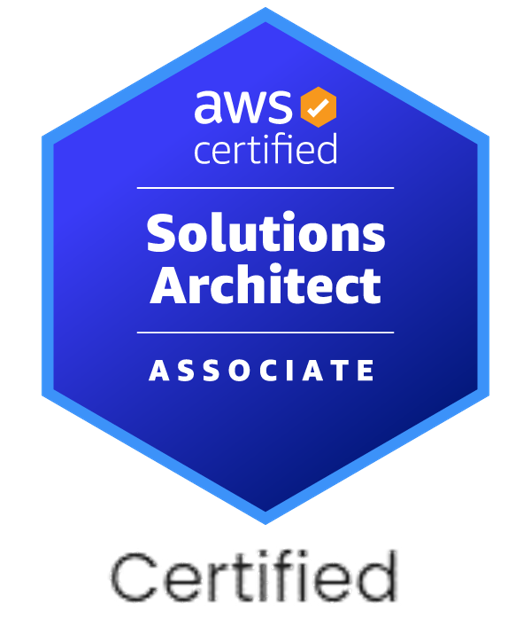 aws
certified
Solutions
Architect
ASSOCIATE
Certified